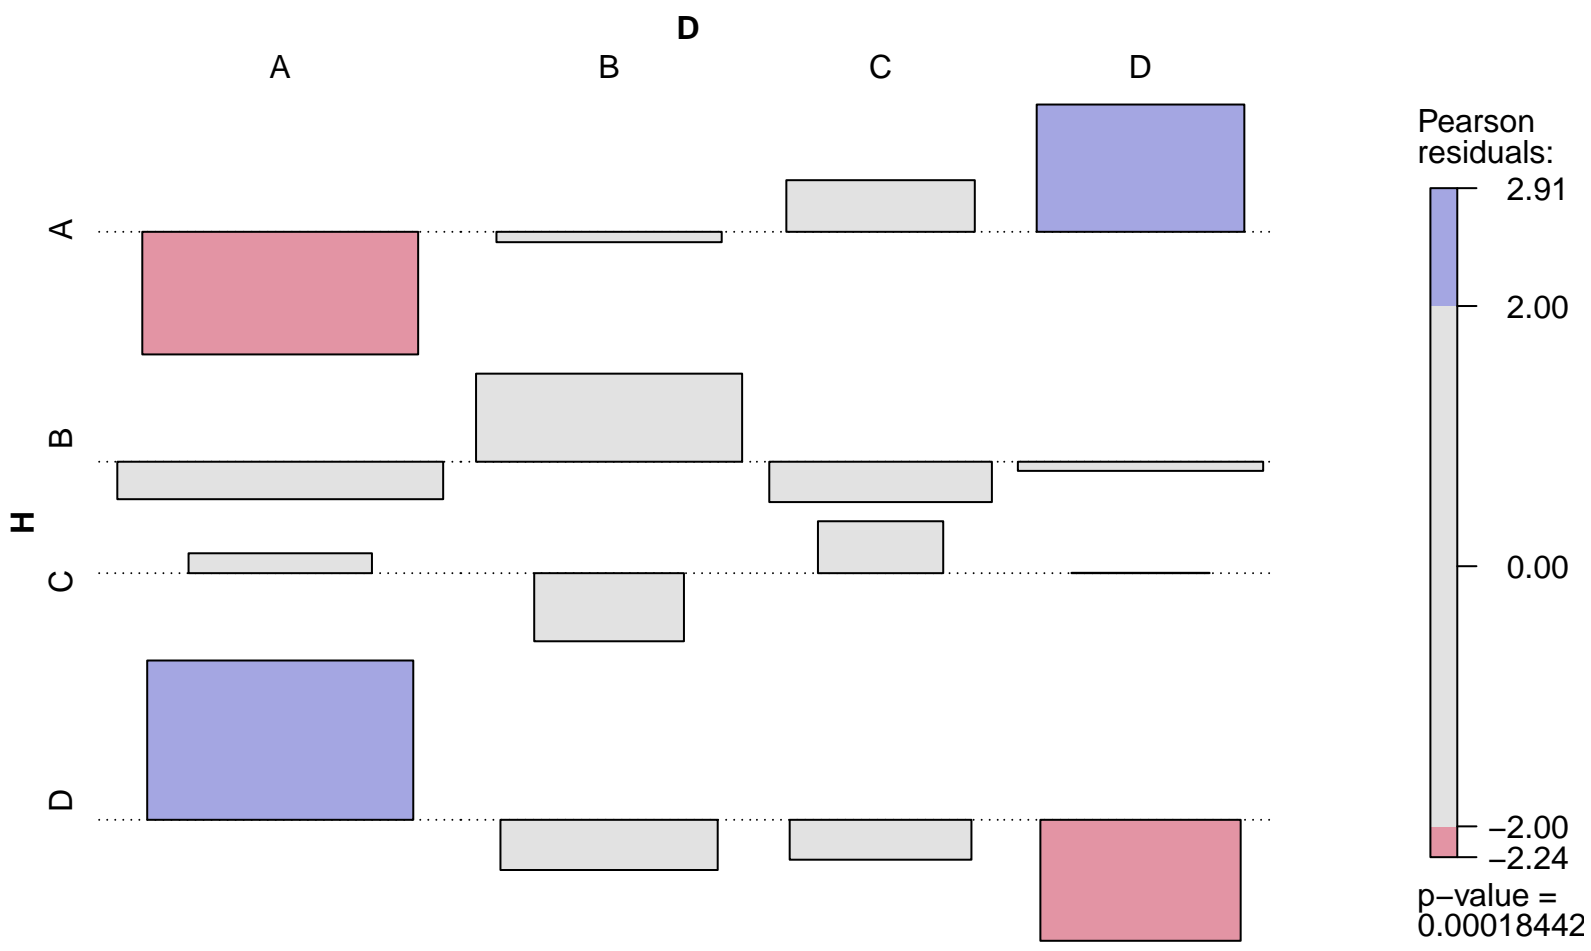 D
A B C D
A
B
C
D
H
Pearson
residuals:
2.91
2.00
0.00
−2.00
−2.24
p−value =
0.00018442